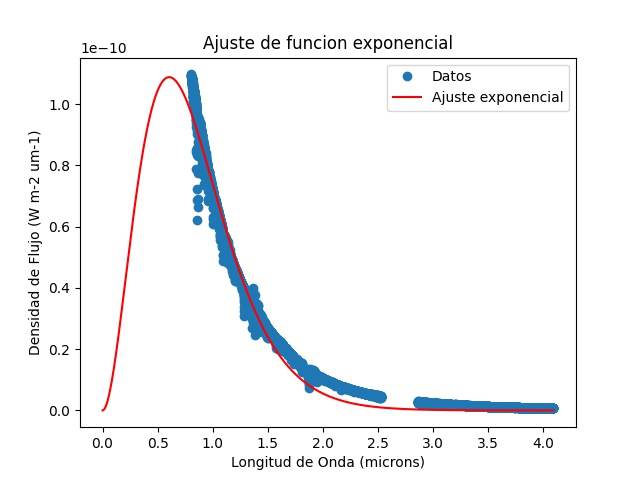 Ajuste de funcion exponencial
1e−10
Datos
Ajuste exponencial
1.0
0.8
0.6
0.4
0.2
0.0
Densidad de Flujo (W m-2 um-1)
0.0 0.5 1.0 1.5 2.0 2.5 3.0 3.5 4.0
Longitud de Onda (microns)